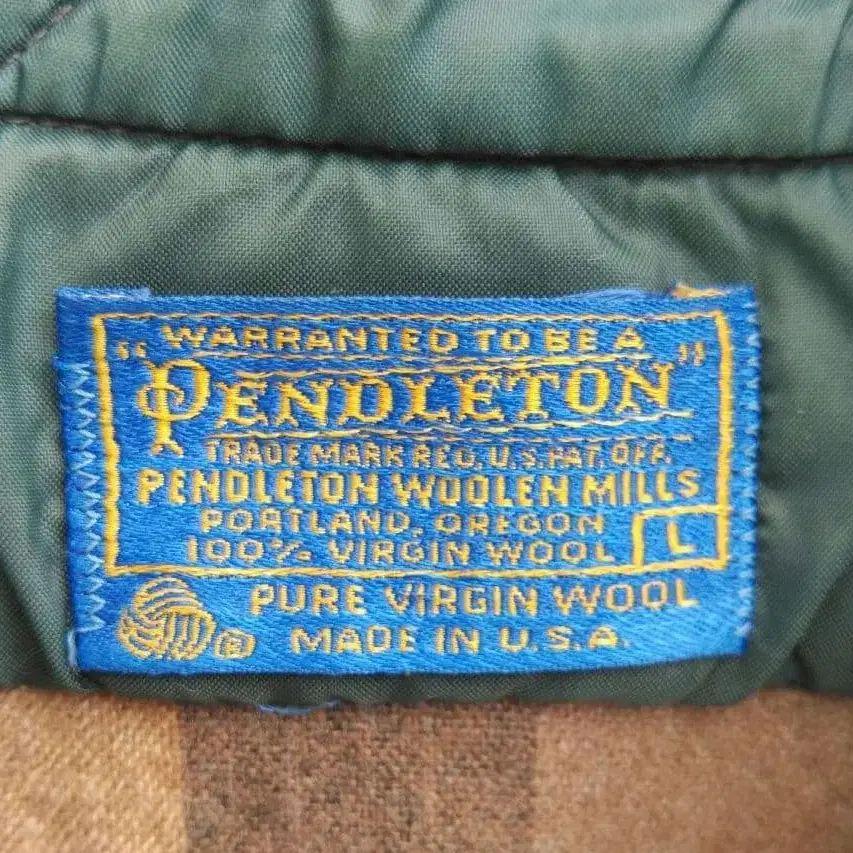 WARRANTED TO BE A
"PENDLETON"
TRADE MARK REG. U.S. PAT. OFF.
PENDLETON WOOLEN MILLS
PORTLAND, OREGON
100% VIRGIN WOOL L
PURE VIRGIN WOOL
® MADE IN U.S.A.